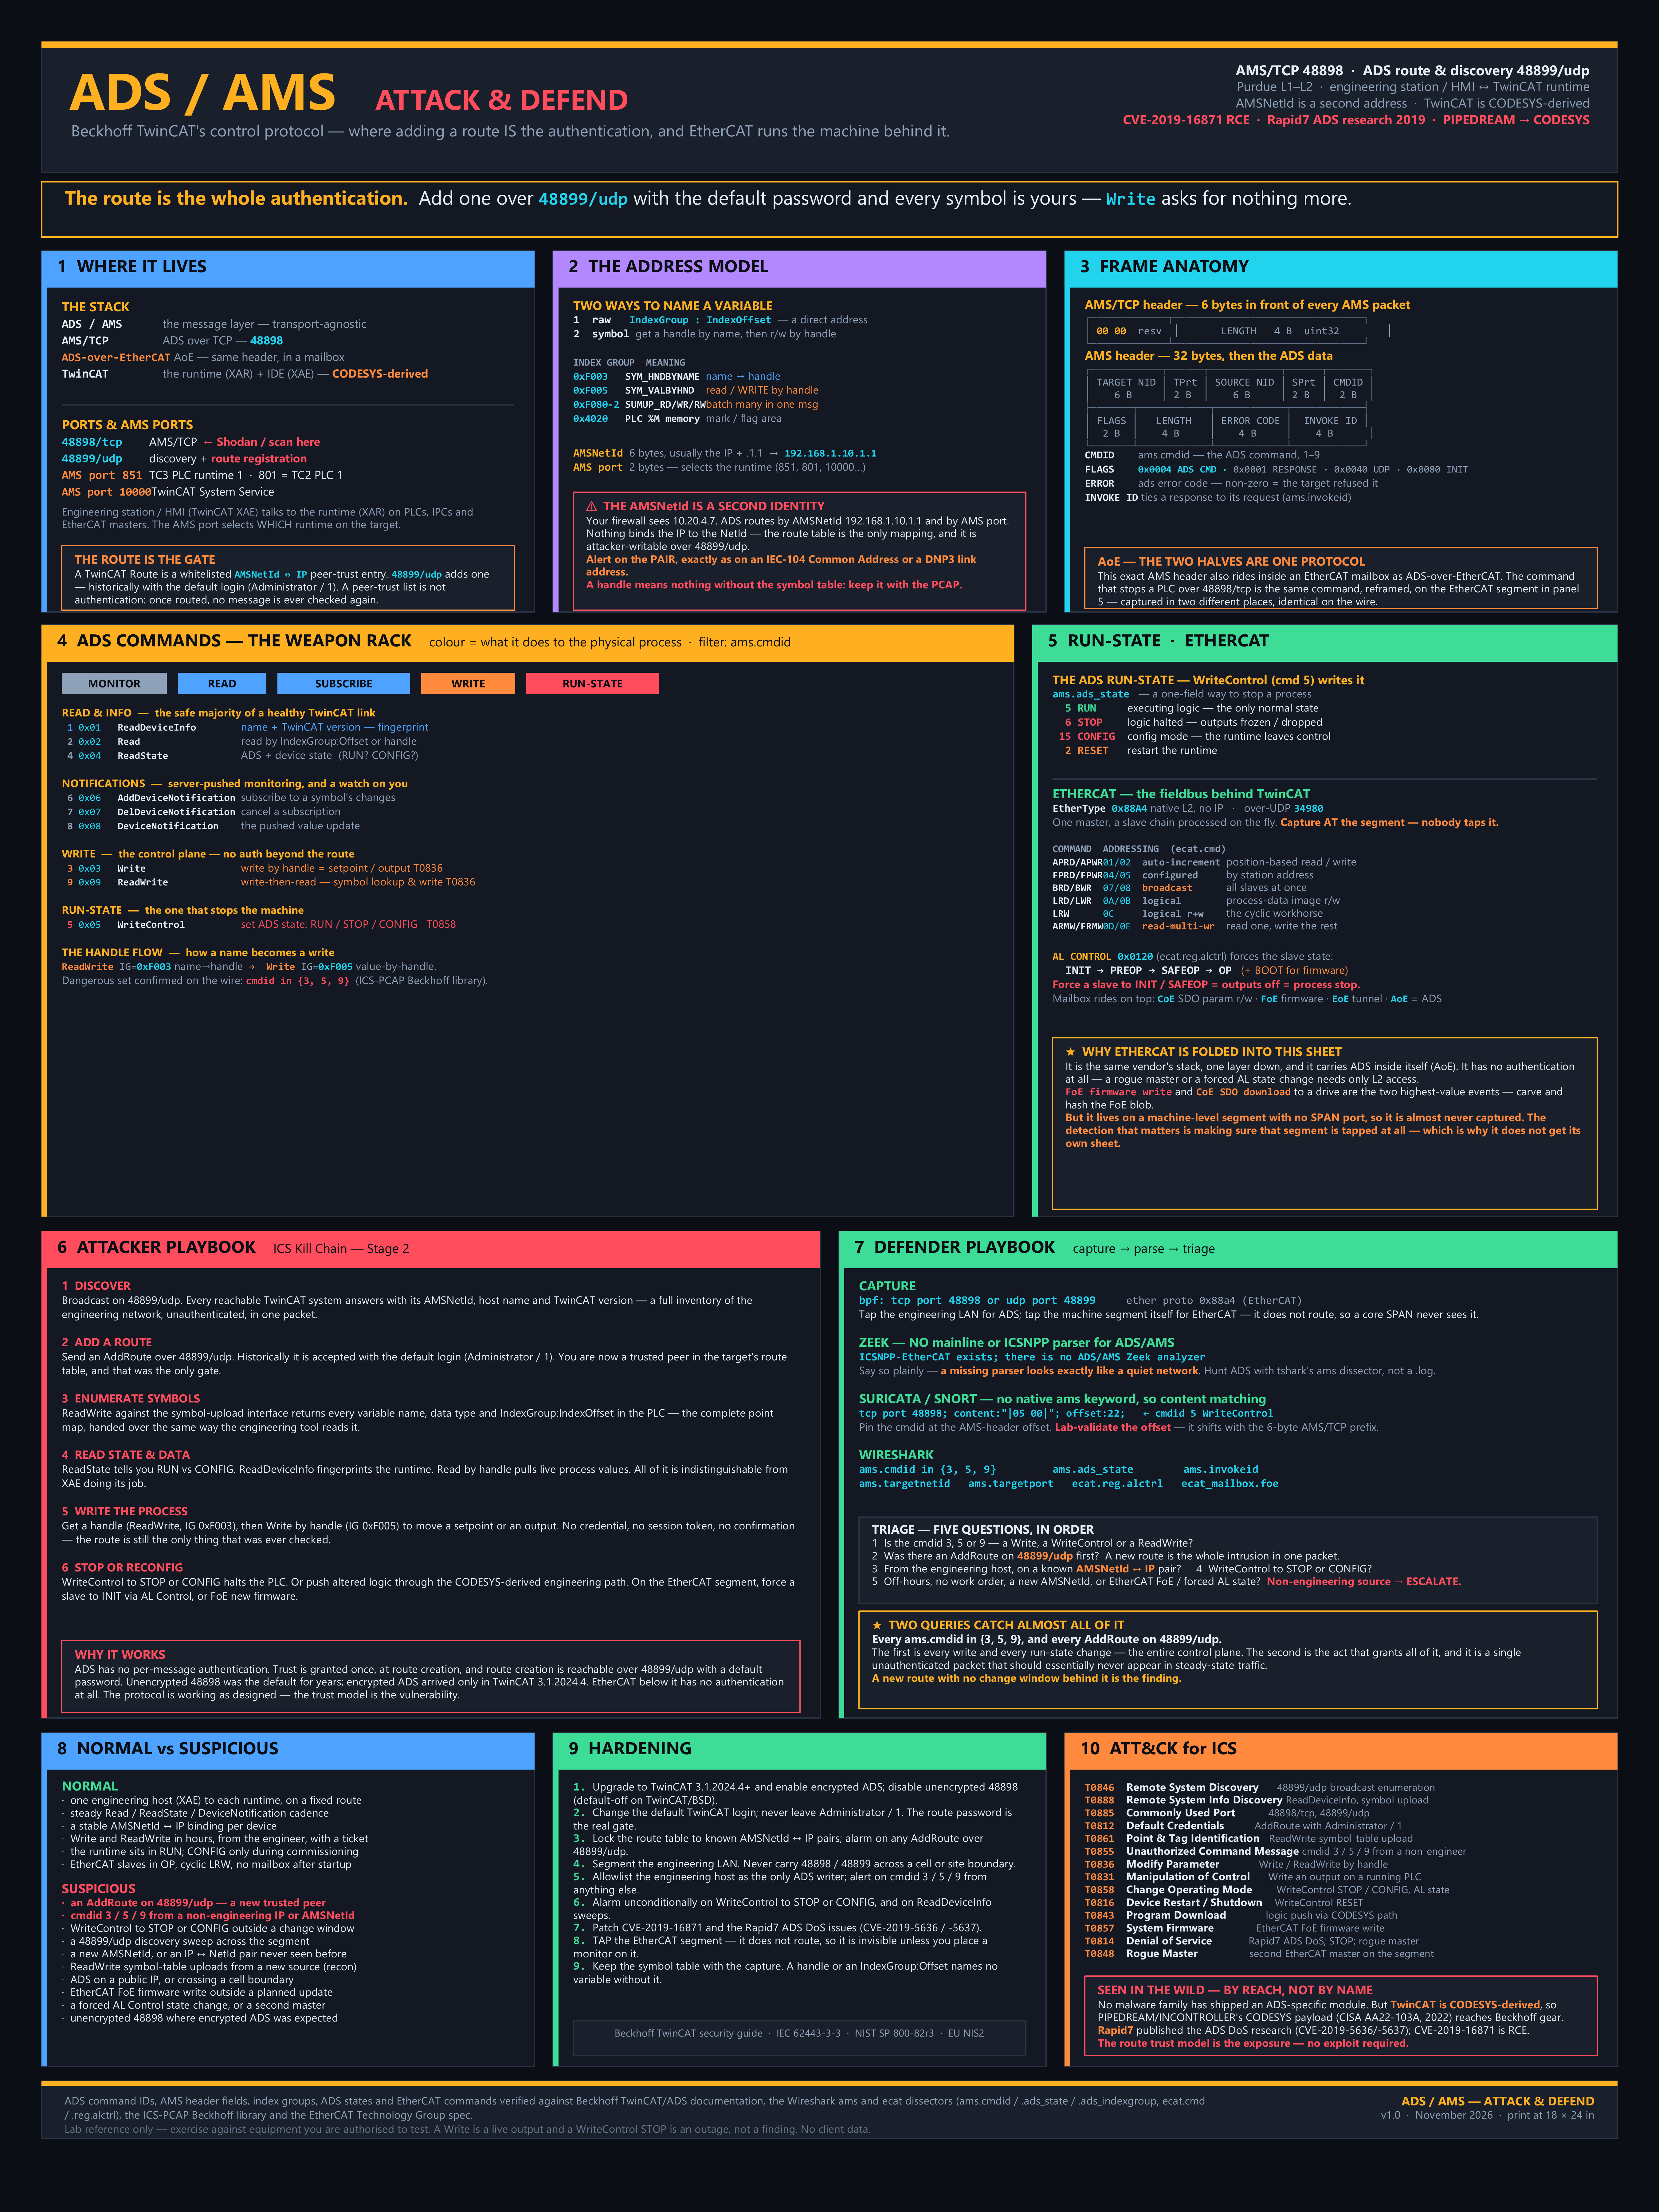 ADS / AMS ATTACK & DEFEND
Beckhoff TwinCAT's control protocol — where adding a route IS the authentication, and EtherCAT runs the machine behind it.
AMS/TCP 48898 · ADS route & discovery 48899/udp
Purdue L1–L2 · engineering station / HMI ↔ TwinCAT runtime
AMSNetId is a second address · TwinCAT is CODESYS-derived
CVE-2019-16871 RCE · Rapid7 ADS research 2019 · PIPEDREAM → CODESYS
The route is the whole authentication. Add one over 48899/udp with the default password and every symbol is yours — Write asks for nothing more.
1 WHERE IT LIVES
THE STACK
ADS / AMS the message layer — transport-agnostic
AMS/TCP ADS over TCP — 48898
ADS-over-EtherCAT AoE — same header, in a mailbox
TwinCAT the runtime (XAR) + IDE (XAE) — CODESYS-derived
PORTS & AMS PORTS
48898/tcp AMS/TCP ← Shodan / scan here
48899/udp discovery + route registration
AMS port 851 TC3 PLC runtime 1 · 801 = TC2 PLC 1
AMS port 10000TwinCAT System Service
Engineering station / HMI (TwinCAT XAE) talks to the runtime (XAR) on PLCs, IPCs and
EtherCAT masters. The AMS port selects WHICH runtime on the target.
THE ROUTE IS THE GATE
A TwinCAT Route is a whitelisted AMSNetId ↔ IP peer-trust entry. 48899/udp adds one
— historically with the default login (Administrator / 1). A peer-trust list is not
authentication: once routed, no message is ever checked again.
2 THE ADDRESS MODEL
TWO WAYS TO NAME A VARIABLE
1 raw IndexGroup : IndexOffset — a direct address
2 symbol get a handle by name, then r/w by handle
INDEX GROUP MEANING
0xF003 SYM_HNDBYNAME name → handle
0xF005 SYM_VALBYHND read / WRITE by handle
0xF080-2 SUMUP_RD/WR/RWbatch many in one msg
0x4020 PLC %M memory mark / flag area
AMSNetId 6 bytes, usually the IP + .1.1 → 192.168.1.10.1.1
AMS port 2 bytes — selects the runtime (851, 801, 10000…)
⚠ THE AMSNetId IS A SECOND IDENTITY
Your firewall sees 10.20.4.7. ADS routes by AMSNetId 192.168.1.10.1.1 and by AMS port.
Nothing binds the IP to the NetId — the route table is the only mapping, and it is
attacker-writable over 48899/udp.
Alert on the PAIR, exactly as on an IEC-104 Common Address or a DNP3 link
address.
A handle means nothing without the symbol table: keep it with the PCAP.
3 FRAME ANATOMY
AMS/TCP header — 6 bytes in front of every AMS packet
00 00 resv LENGTH 4 B uint32
AMS header — 32 bytes, then the ADS data
TARGET NID TPrt SOURCE NID SPrt CMDID
6 B 2 B 6 B 2 B 2 B
FLAGS LENGTH ERROR CODE INVOKE ID
2 B 4 B 4 B 4 B
CMDID ams.cmdid — the ADS command, 1–9
FLAGS 0x0004 ADS CMD · 0x0001 RESPONSE · 0x0040 UDP · 0x0080 INIT
ERROR ads error code — non-zero = the target refused it
INVOKE ID ties a response to its request (ams.invokeid)
AoE — THE TWO HALVES ARE ONE PROTOCOL
This exact AMS header also rides inside an EtherCAT mailbox as ADS-over-EtherCAT. The command
that stops a PLC over 48898/tcp is the same command, reframed, on the EtherCAT segment in panel
5 — captured in two different places, identical on the wire.
4 ADS COMMANDS — THE WEAPON RACK colour = what it does to the physical process · filter: ams.cmdid
MONITOR READ SUBSCRIBE WRITE RUN-STATE
READ & INFO — the safe majority of a healthy TwinCAT link
1 0x01 ReadDeviceInfo name + TwinCAT version — fingerprint
2 0x02 Read read by IndexGroup:Offset or handle
4 0x04 ReadState ADS + device state (RUN? CONFIG?)
NOTIFICATIONS — server-pushed monitoring, and a watch on you
6 0x06 AddDeviceNotification subscribe to a symbol's changes
7 0x07 DelDeviceNotification cancel a subscription
8 0x08 DeviceNotification the pushed value update
WRITE — the control plane — no auth beyond the route
3 0x03 Write write by handle = setpoint / output T0836
9 0x09 ReadWrite write-then-read — symbol lookup & write T0836
RUN-STATE — the one that stops the machine
5 0x05 WriteControl set ADS state: RUN / STOP / CONFIG T0858
THE HANDLE FLOW — how a name becomes a write
ReadWrite IG=0xF003 name→handle → Write IG=0xF005 value-by-handle.
Dangerous set confirmed on the wire: cmdid in {3, 5, 9} (ICS-PCAP Beckhoff library).
5 RUN-STATE · ETHERCAT
THE ADS RUN-STATE — WriteControl (cmd 5) writes it
ams.ads_state — a one-field way to stop a process
5 RUN executing logic — the only normal state
6 STOP logic halted — outputs frozen / dropped
15 CONFIG config mode — the runtime leaves control
2 RESET restart the runtime
ETHERCAT — the fieldbus behind TwinCAT
EtherType 0x88A4 native L2, no IP · over-UDP 34980
One master, a slave chain processed on the fly. Capture AT the segment — nobody taps it.
COMMAND ADDRESSING (ecat.cmd)
APRD/APWR01/02 auto-increment position-based read / write
FPRD/FPWR04/05 configured by station address
BRD/BWR 07/08 broadcast all slaves at once
LRD/LWR 0A/0B logical process-data image r/w
LRW 0C logical r+w the cyclic workhorse
ARMW/FRMW0D/0E read-multi-wr read one, write the rest
AL CONTROL 0x0120 (ecat.reg.alctrl) forces the slave state:
INIT → PREOP → SAFEOP → OP (+ BOOT for firmware)
Force a slave to INIT / SAFEOP = outputs off = process stop.
Mailbox rides on top: CoE SDO param r/w · FoE firmware · EoE tunnel · AoE = ADS
★ WHY ETHERCAT IS FOLDED INTO THIS SHEET
It is the same vendor's stack, one layer down, and it carries ADS inside itself (AoE). It has no authentication
at all — a rogue master or a forced AL state change needs only L2 access.
FoE firmware write and CoE SDO download to a drive are the two highest-value events — carve and
hash the FoE blob.
But it lives on a machine-level segment with no SPAN port, so it is almost never captured. The
detection that matters is making sure that segment is tapped at all — which is why it does not get its
own sheet.
6 ATTACKER PLAYBOOK ICS Kill Chain — Stage 2
1 DISCOVER
Broadcast on 48899/udp. Every reachable TwinCAT system answers with its AMSNetId, host name and TwinCAT version — a full inventory of the
engineering network, unauthenticated, in one packet.
2 ADD A ROUTE
Send an AddRoute over 48899/udp. Historically it is accepted with the default login (Administrator / 1). You are now a trusted peer in the target's route
table, and that was the only gate.
3 ENUMERATE SYMBOLS
ReadWrite against the symbol-upload interface returns every variable name, data type and IndexGroup:IndexOffset in the PLC — the complete point
map, handed over the same way the engineering tool reads it.
4 READ STATE & DATA
ReadState tells you RUN vs CONFIG. ReadDeviceInfo fingerprints the runtime. Read by handle pulls live process values. All of it is indistinguishable from
XAE doing its job.
5 WRITE THE PROCESS
Get a handle (ReadWrite, IG 0xF003), then Write by handle (IG 0xF005) to move a setpoint or an output. No credential, no session token, no confirmation
— the route is still the only thing that was ever checked.
6 STOP OR RECONFIG
WriteControl to STOP or CONFIG halts the PLC. Or push altered logic through the CODESYS-derived engineering path. On the EtherCAT segment, force a
slave to INIT via AL Control, or FoE new firmware.
WHY IT WORKS
ADS has no per-message authentication. Trust is granted once, at route creation, and route creation is reachable over 48899/udp with a default
password. Unencrypted 48898 was the default for years; encrypted ADS arrived only in TwinCAT 3.1.2024.4. EtherCAT below it has no authentication
at all. The protocol is working as designed — the trust model is the vulnerability.
7 DEFENDER PLAYBOOK capture → parse → triage
CAPTURE
bpf: tcp port 48898 or udp port 48899 ether proto 0x88a4 (EtherCAT)
Tap the engineering LAN for ADS; tap the machine segment itself for EtherCAT — it does not route, so a core SPAN never sees it.
ZEEK — NO mainline or ICSNPP parser for ADS/AMS
ICSNPP-EtherCAT exists; there is no ADS/AMS Zeek analyzer
Say so plainly — a missing parser looks exactly like a quiet network. Hunt ADS with tshark's ams dissector, not a .log.
SURICATA / SNORT — no native ams keyword, so content matching
tcp port 48898; content:"|05 00|"; offset:22; ← cmdid 5 WriteControl
Pin the cmdid at the AMS-header offset. Lab-validate the offset — it shifts with the 6-byte AMS/TCP prefix.
WIRESHARK
ams.cmdid in {3, 5, 9} ams.ads_state ams.invokeid
ams.targetnetid ams.targetport ecat.reg.alctrl ecat_mailbox.foe
TRIAGE — FIVE QUESTIONS, IN ORDER
1 Is the cmdid 3, 5 or 9 — a Write, a WriteControl or a ReadWrite?
2 Was there an AddRoute on 48899/udp first? A new route is the whole intrusion in one packet.
3 From the engineering host, on a known AMSNetId ↔ IP pair? 4 WriteControl to STOP or CONFIG?
5 Off-hours, no work order, a new AMSNetId, or EtherCAT FoE / forced AL state? Non-engineering source → ESCALATE.
★ TWO QUERIES CATCH ALMOST ALL OF IT
Every ams.cmdid in {3, 5, 9}, and every AddRoute on 48899/udp.
The first is every write and every run-state change — the entire control plane. The second is the act that grants all of it, and it is a single
unauthenticated packet that should essentially never appear in steady-state traffic.
A new route with no change window behind it is the finding.
8 NORMAL vs SUSPICIOUS
NORMAL
· one engineering host (XAE) to each runtime, on a fixed route
· steady Read / ReadState / DeviceNotification cadence
· a stable AMSNetId ↔ IP binding per device
· Write and ReadWrite in hours, from the engineer, with a ticket
· the runtime sits in RUN; CONFIG only during commissioning
· EtherCAT slaves in OP, cyclic LRW, no mailbox after startup
SUSPICIOUS
· an AddRoute on 48899/udp — a new trusted peer
· cmdid 3 / 5 / 9 from a non-engineering IP or AMSNetId
· WriteControl to STOP or CONFIG outside a change window
· a 48899/udp discovery sweep across the segment
· a new AMSNetId, or an IP ↔ NetId pair never seen before
· ReadWrite symbol-table uploads from a new source (recon)
· ADS on a public IP, or crossing a cell boundary
· EtherCAT FoE firmware write outside a planned update
· a forced AL Control state change, or a second master
· unencrypted 48898 where encrypted ADS was expected
9 HARDENING
1. Upgrade to TwinCAT 3.1.2024.4+ and enable encrypted ADS; disable unencrypted 48898
(default-off on TwinCAT/BSD).
2. Change the default TwinCAT login; never leave Administrator / 1. The route password is
the real gate.
3. Lock the route table to known AMSNetId ↔ IP pairs; alarm on any AddRoute over
48899/udp.
4. Segment the engineering LAN. Never carry 48898 / 48899 across a cell or site boundary.
5. Allowlist the engineering host as the only ADS writer; alert on cmdid 3 / 5 / 9 from
anything else.
6. Alarm unconditionally on WriteControl to STOP or CONFIG, and on ReadDeviceInfo
sweeps.
7. Patch CVE-2019-16871 and the Rapid7 ADS DoS issues (CVE-2019-5636 / -5637).
8. TAP the EtherCAT segment — it does not route, so it is invisible unless you place a
monitor on it.
9. Keep the symbol table with the capture. A handle or an IndexGroup:Offset names no
variable without it.
Beckhoff TwinCAT security guide · IEC 62443-3-3 · NIST SP 800-82r3 · EU NIS2
10 ATT&CK for ICS
T0846 Remote System Discovery 48899/udp broadcast enumeration
T0888 Remote System Info Discovery ReadDeviceInfo, symbol upload
T0885 Commonly Used Port 48898/tcp, 48899/udp
T0812 Default Credentials AddRoute with Administrator / 1
T0861 Point & Tag Identification ReadWrite symbol-table upload
T0855 Unauthorized Command Message cmdid 3 / 5 / 9 from a non-engineer
T0836 Modify Parameter Write / ReadWrite by handle
T0831 Manipulation of Control Write an output on a running PLC
T0858 Change Operating Mode WriteControl STOP / CONFIG, AL state
T0816 Device Restart / Shutdown WriteControl RESET
T0843 Program Download logic push via CODESYS path
T0857 System Firmware EtherCAT FoE firmware write
T0814 Denial of Service Rapid7 ADS DoS; STOP; rogue master
T0848 Rogue Master second EtherCAT master on the segment
SEEN IN THE WILD — BY REACH, NOT BY NAME
No malware family has shipped an ADS-specific module. But TwinCAT is CODESYS-derived, so
PIPEDREAM/INCONTROLLER's CODESYS payload (CISA AA22-103A, 2022) reaches Beckhoff gear.
Rapid7 published the ADS DoS research (CVE-2019-5636/-5637); CVE-2019-16871 is RCE.
The route trust model is the exposure — no exploit required.
ADS command IDs, AMS header fields, index groups, ADS states and EtherCAT commands verified against Beckhoff TwinCAT/ADS documentation, the Wireshark ams and ecat dissectors (ams.cmdid / .ads_state / .ads_indexgroup, ecat.cmd
/ .reg.alctrl), the ICS-PCAP Beckhoff library and the EtherCAT Technology Group spec.
Lab reference only — exercise against equipment you are authorised to test. A Write is a live output and a WriteControl STOP is an outage, not a finding. No client data.
ADS / AMS — ATTACK & DEFEND
v1.0 · November 2026 · print at 18 × 24 in